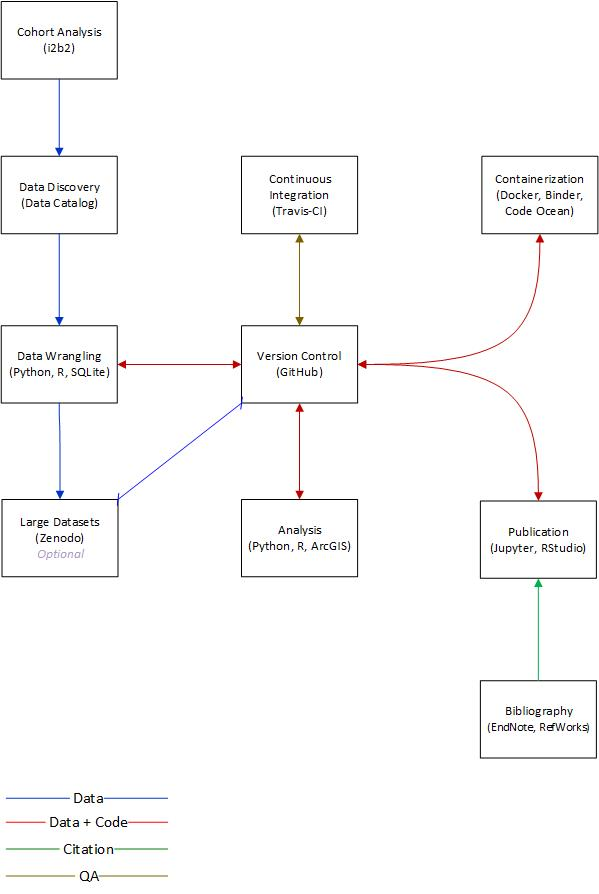 Cohort Analysis
(i2b2)
Data Discovery
(Data Catalog)
Continuous
Integration
(Travis-CI)
Containerization
(Docker, Binder,
Code Ocean)
Data Wrangling
(Python, R, SQLite)
Version Control
(GitHub)
Large Datasets
(Zenodo)
Optional
Analysis
(Python, R, ArcGIS)
Publication
(Jupyter, RStudio)
Bibliography
(EndNote, RefWorks)
Data
Data + Code
Citation
QA